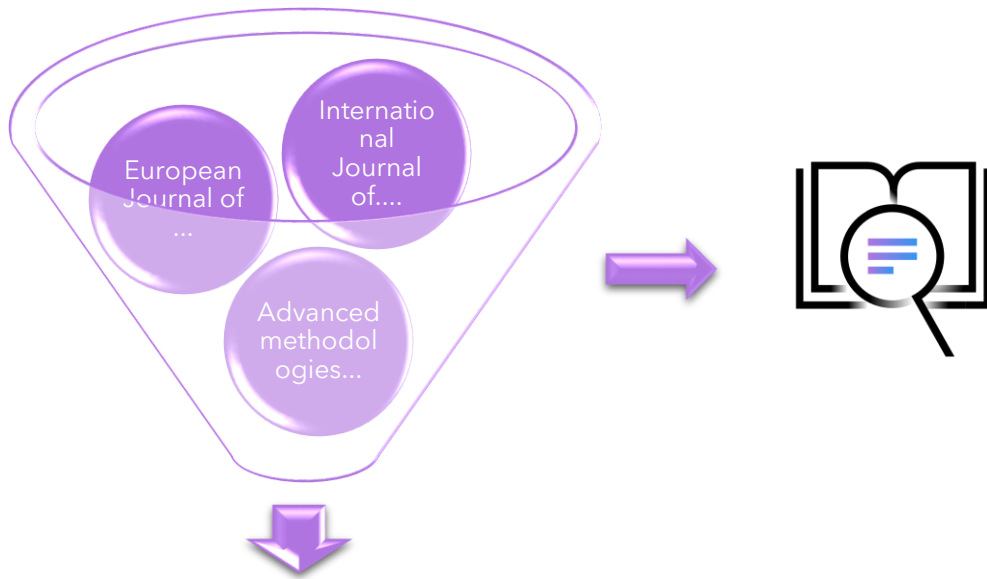 European
Journal of
...
Internatio
nal
Journal
of....
Advanced
methodol
ogies...